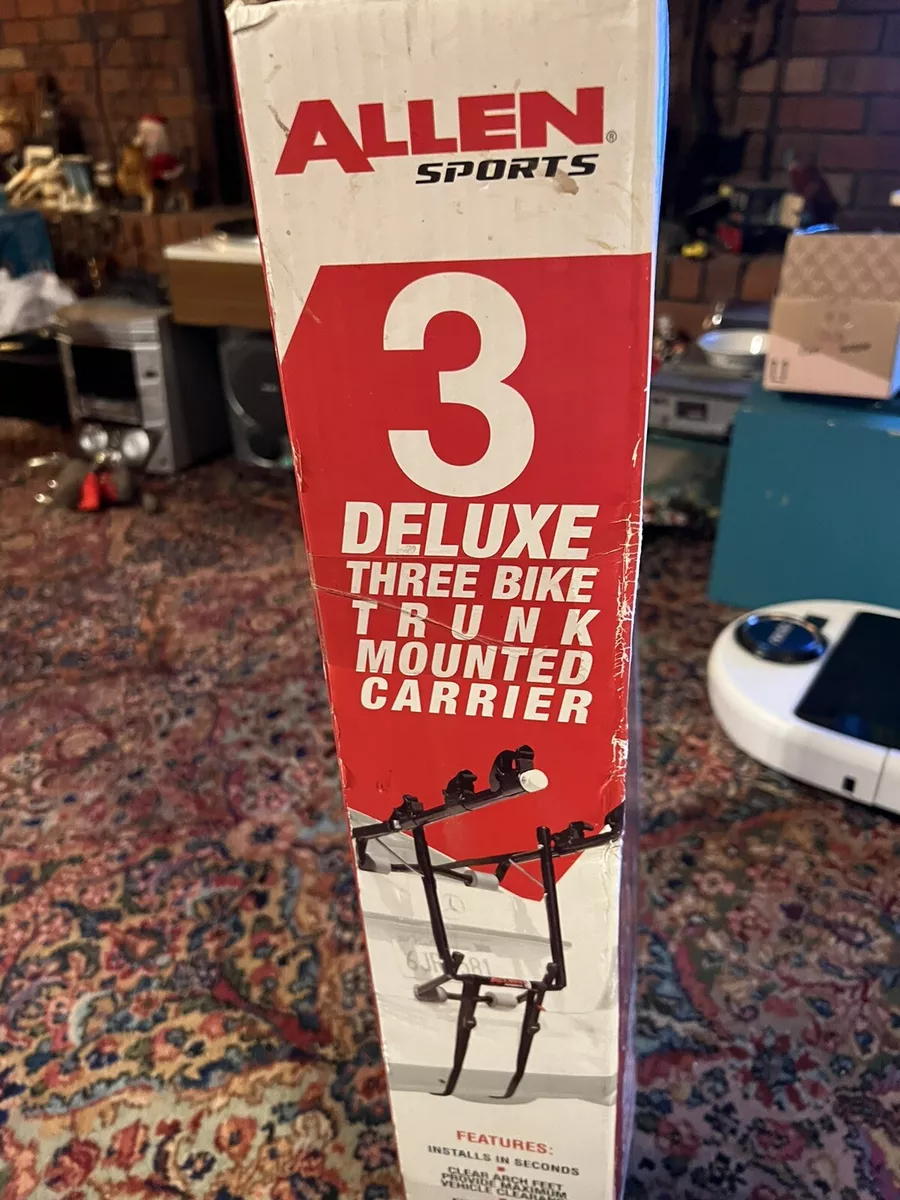 ALLEN®
SPORTS
3
DELUXE
THREE BIKE
TRUNK
MOUNTED
CARRIER
FEATURES:
INSTALLS IN SECONDS
CLEAR ARCH FEET
PROVIDE MAXIMUM
VEHICLE CLEARANCE